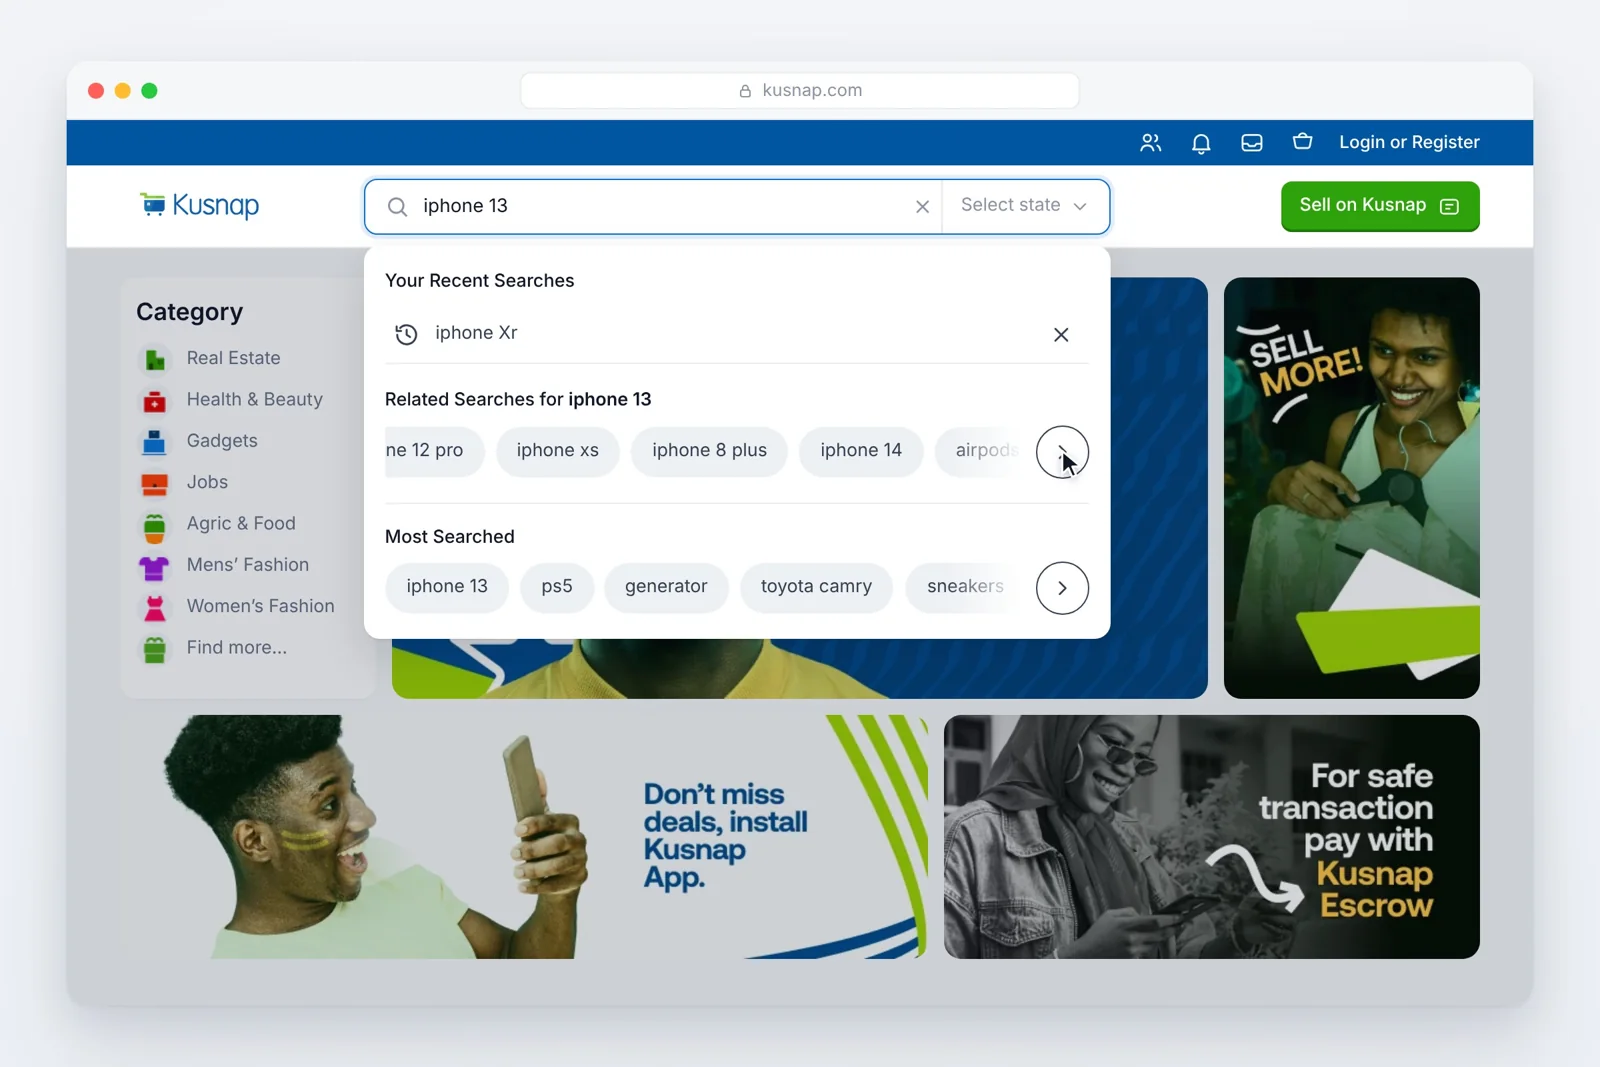 kusnap.com
Login or Register
Kusnap
iphone 13
Select state
Sell on Kusnap
Your Recent Searches
iphone Xr
Related Searches for iphone 13
ne 12 pro
iphone xs
iphone 8 plus
iphone 14
airpods
Most Searched
iphone 13
ps5
generator
toyota camry
sneakers
Category
Real Estate
Health & Beauty
Gadgets
Jobs
Agric & Food
Mens’ Fashion
Women’s Fashion
Find more...
SELL
MORE!
Don’t miss
deals, install
Kusnap
App.
For safe
transaction
pay with
Kusnap
Escrow